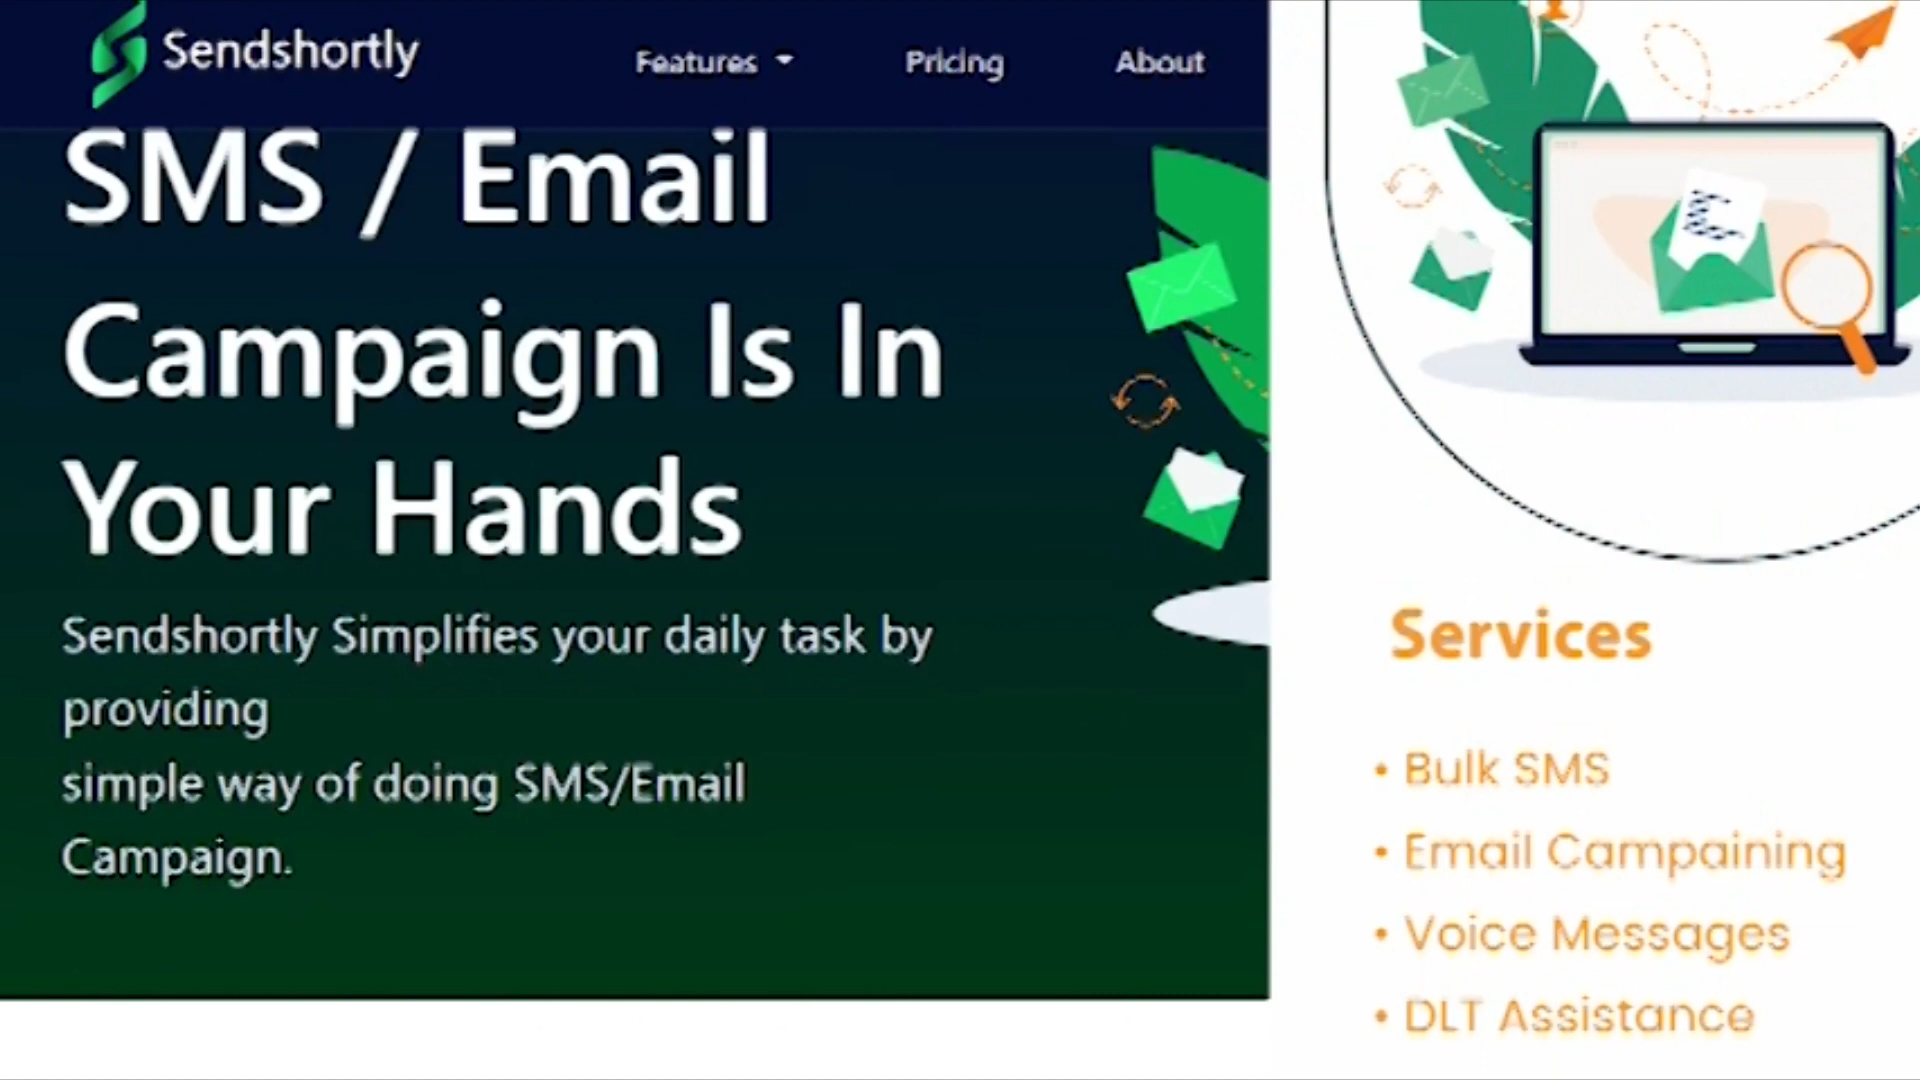 Sendshortly
Features
Pricing
About
SMS / Email
Campaign Is In
Your Hands
Sendshortly Simplifies your daily task by
providing
simple way of doing SMS/Email
Campaign.
Services
• Bulk SMS
• Email Campaining
• Voice Messages
• DLT Assistance